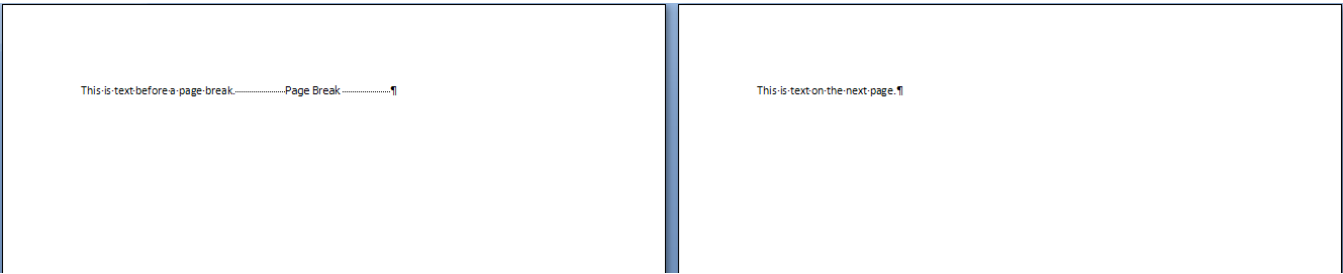 This is text before a page break. Page Break ¶
This is text on the next page.¶